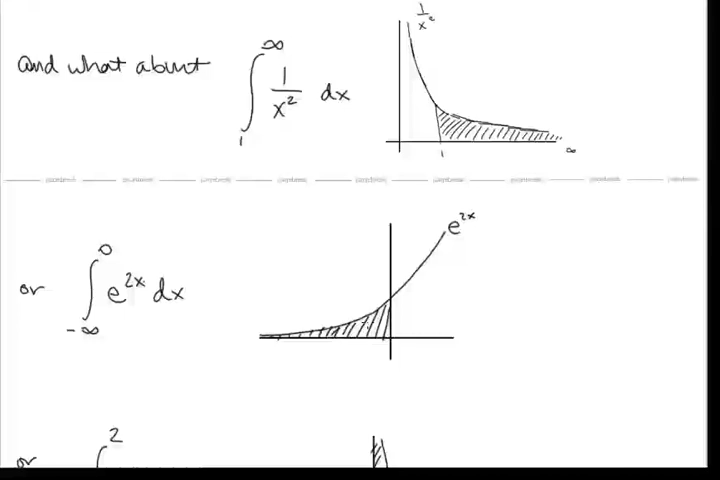 and what about ∫₁^∞ 1/x² dx
1/x²
1
∞
or ∫_{-∞}^0 e^{2x} dx
e^{2x}
or ∫ 2